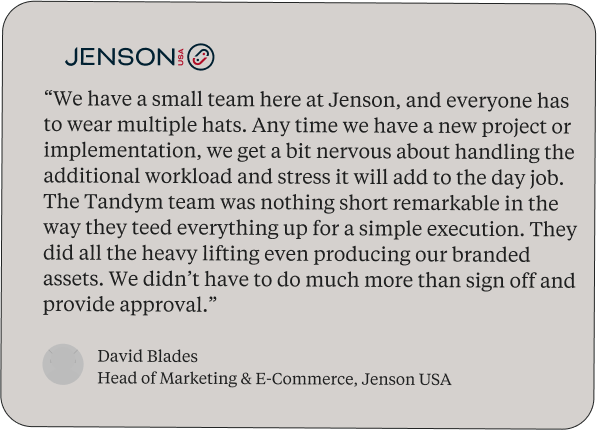 JENSON USA
“We have a small team here at Jenson, and everyone has
to wear multiple hats. Any time we have a new project or
implementation, we get a bit nervous about handling the
additional workload and stress it will add to the day job.
The Tandym team was nothing short remarkable in the
way they teed everything up for a simple execution. They
did all the heavy lifting even producing our branded
assets. We didn’t have to do much more than sign off and
provide approval.”
David Blades
Head of Marketing & E-Commerce, Jenson USA